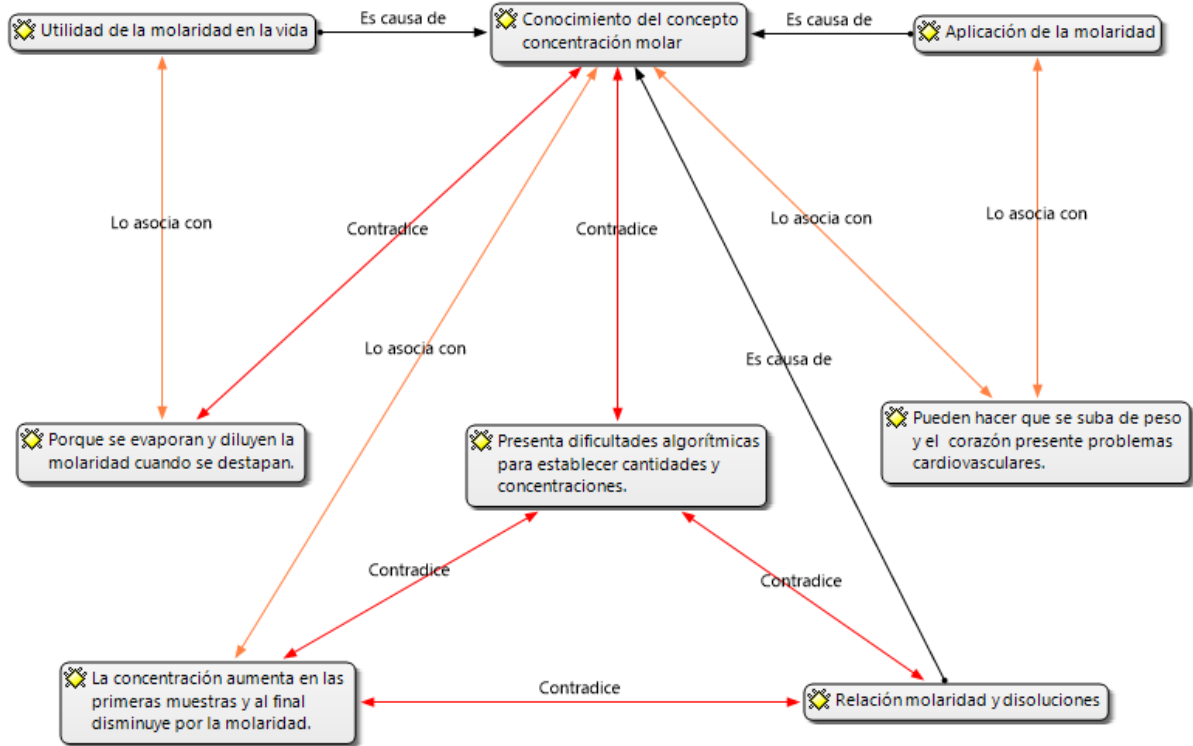 Utilidad de la molaridad en la vida
Es causa de
Conocimiento del concepto
concentración molar
Es causa de
Aplicación de la molaridad
Lo asocia con
Contradice
Contradice
Lo asocia con
Lo asocia con
Lo asocia con
Es causa de
Porque se evaporan y diluyen la
molaridad cuando se destapan.
Presenta dificultades algorítmicas
para establecer cantidades y
concentraciones.
Pueden hacer que se suba de peso
y el corazón presente problemas
cardiovasculares.
Contradice
Contradice
La concentración aumenta en las
primeras muestras y al final
disminuye por la molaridad.
Contradice
Relación molaridad y disoluciones